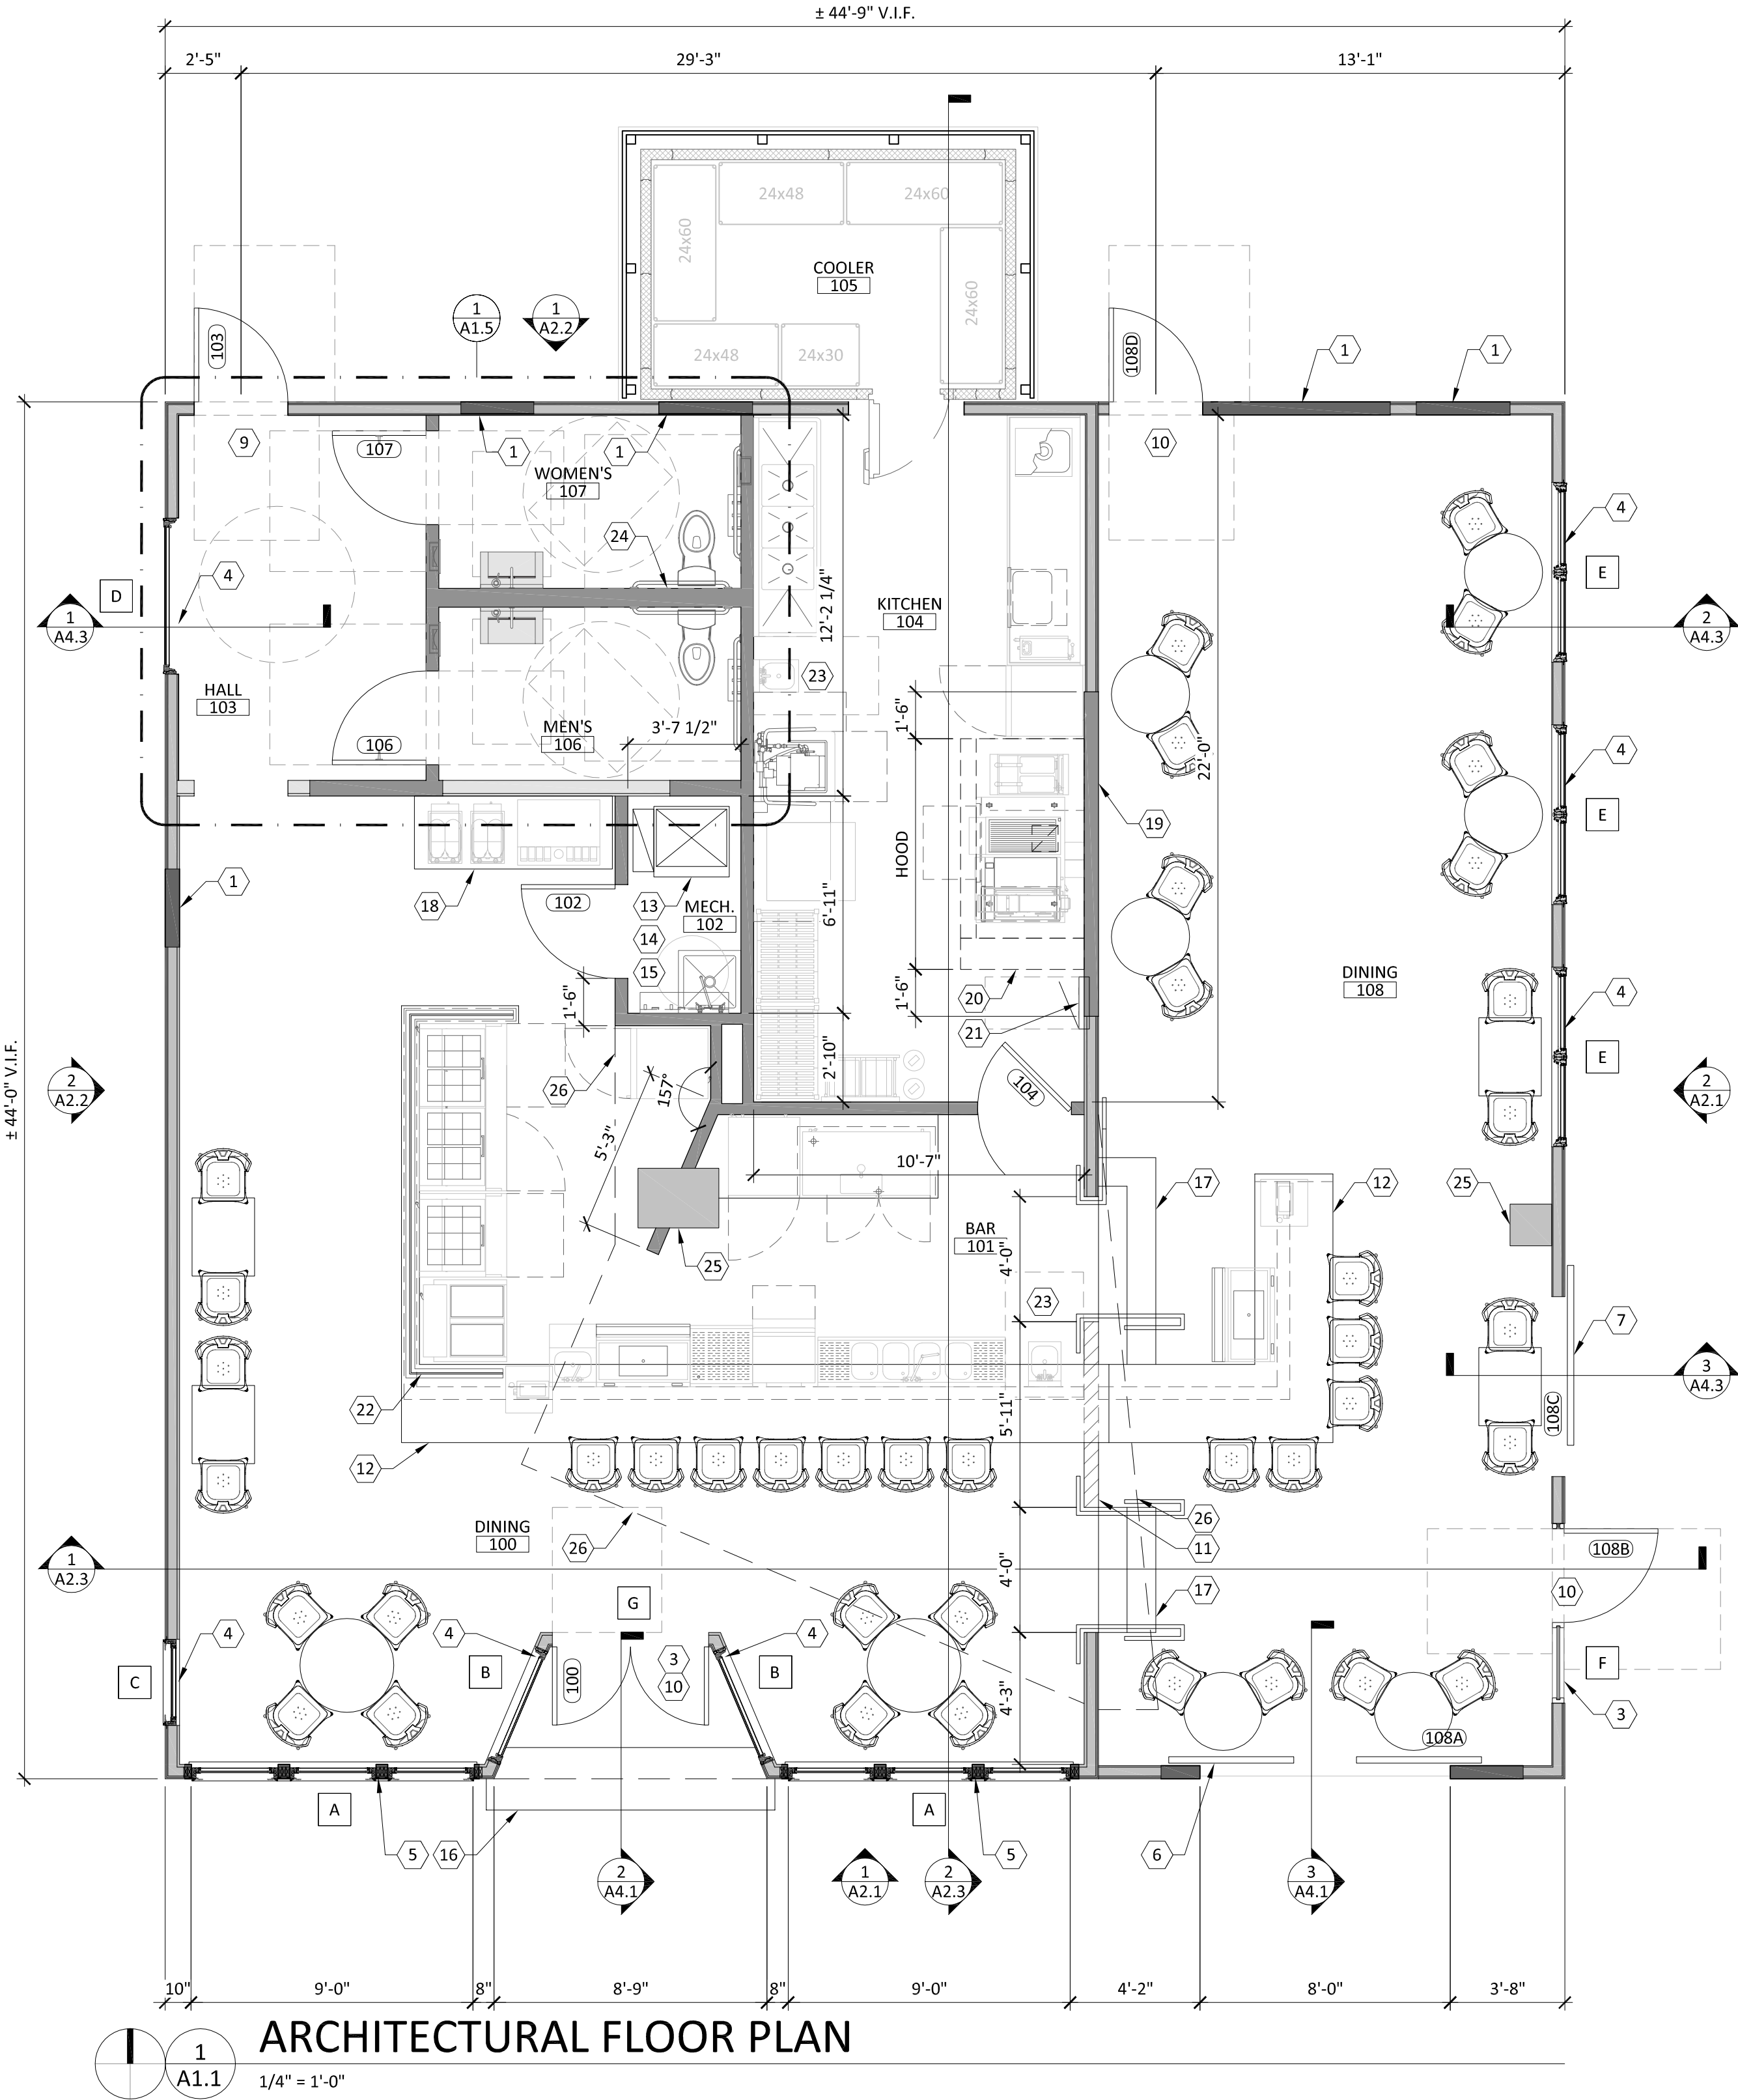 ± 44'-9" V.I.F.
2'-5"
29'-3"
13'-1"
24x48
24x60
24x60
COOLER
105
24x60
24x48
24x30
1
A1.5
1
A2.2
103
108D
1
1
9
107
1
1
10
WOMEN'S
107
24
4
4
D
E
1
A4.3
12'-2 1/4"
KITCHEN
104
2
A4.3
23
HALL
103
1'-6"
MEN'S
106
3'-7 1/2"
106
22'-0"
4
E
19
HOOD
1
18
102
13
MECH.
102
14
15
6'-11"
DINING
108
1'-6"
1'-6"
20
21
4
E
2'-10"
± 44'-0" V.I.F.
2
A2.2
26
157°
5'-3"
104
2
A2.1
10'-7"
17
12
25
BAR
101
25
4'-0"
23
7
3
A4.3
22
5'-11"
108C
12
DINING
100
26
26
11
108B
1
A2.3
4'-0"
17
10
G
4
4
4
3
10
100
C
B
B
F
4'-3"
108A
3
A
A
5
16
5
6
2
A4.1
1
A2.1
2
A2.3
3
A4.1
10"
9'-0"
8"
8'-9"
8"
9'-0"
4'-2"
8'-0"
3'-8"
1
A1.1
ARCHITECTURAL FLOOR PLAN
1/4" = 1'-0"